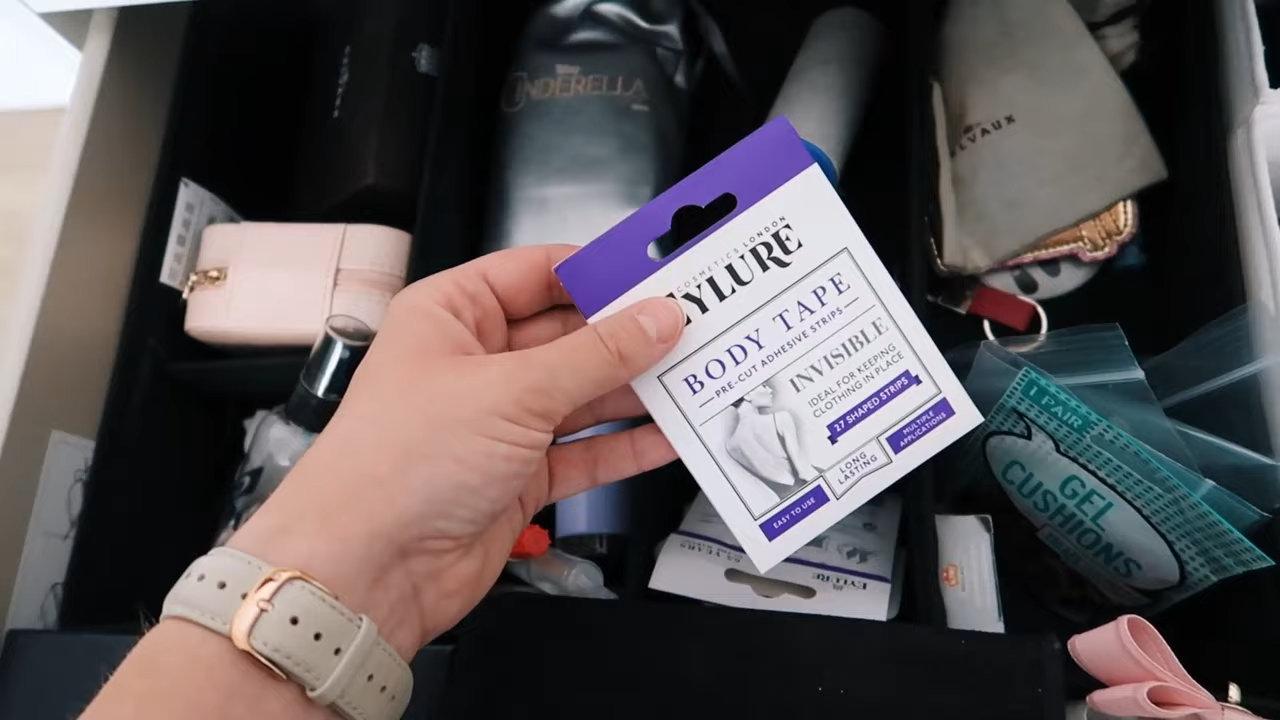 CINDERELLA
COSMETICS LONDON
EYLURE
BODY TAPE
PRE-CUT ADHESIVE STRIPS
INVISIBLE
IDEAL FOR KEEPING
CLOTHING IN PLACE
27 SHAPED STRIPS
MULTIPLE
APPLICATIONS
LONG
LASTING
EASY TO USE
EYLURE
1 PAIR
GEL
CUSHIONS